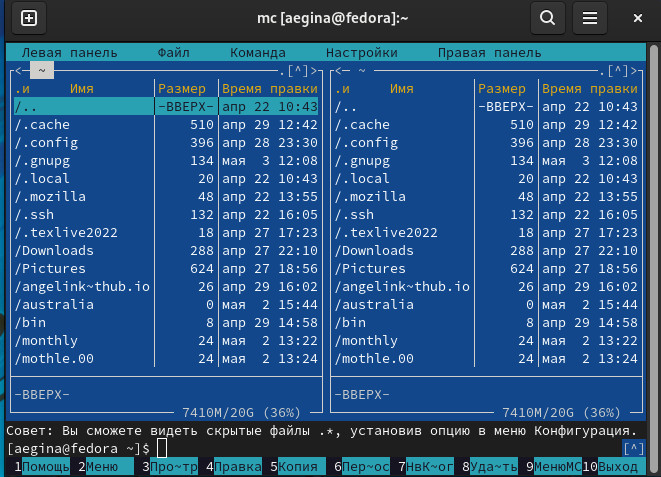 mc [aegina@fedora]:~
Левая панель Файл Команда Настройки Правая панель
<— ~ .[^]> <— ~ .[^]>
.и Имя Размер Время правки .и Имя Размер Время правки
/.. -ВВЕРХ- апр 22 10:43 /.. -ВВЕРХ- апр 22 10:43
/.cache 510 апр 29 12:42 /.cache 510 апр 29 12:42
/.config 396 апр 28 23:30 /.config 396 апр 28 23:30
/.gnupg 134 мая 3 12:08 /.gnupg 134 мая 3 12:08
/.local 20 апр 22 10:43 /.local 20 апр 22 10:43
/.mozilla 48 апр 22 13:55 /.mozilla 48 апр 22 13:55
/.ssh 132 апр 22 16:05 /.ssh 132 апр 22 16:05
/.texlive2022 18 апр 27 17:23 /.texlive2022 18 апр 27 17:23
/Downloads 288 апр 27 22:10 /Downloads 288 апр 27 22:10
/Pictures 624 апр 27 18:56 /Pictures 624 апр 27 18:56
/angelink~thub.io 26 апр 29 16:02 /angelink~thub.io 26 апр 29 16:02
/australia 0 мая 2 15:44 /australia 0 мая 2 15:44
/bin 8 апр 29 14:58 /bin 8 апр 29 14:58
/monthly 24 мая 2 13:22 /monthly 24 мая 2 13:22
/mothle.00 24 мая 2 13:24 /mothle.00 24 мая 2 13:24
-ВВЕРХ- -ВВЕРХ-
7410M/20G (36%) 7410M/20G (36%)
Совет: Вы сможете видеть скрытые файлы .*, установив опцию в меню Конфигурация.
[aegina@fedora ~]$ [^]
1Помощь 2Меню 3Про~тр 4Правка 5Копия 6Пер~ос 7НвК~ог 8Уда~ть 9МенюMC 10Выход